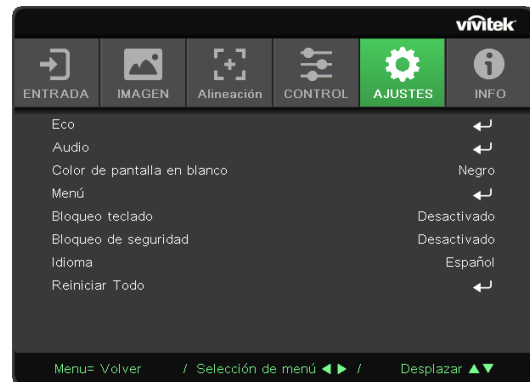 vivitek
ENTRADA IMAGEN Alineación CONTROL AJUSTES INFO
Eco
Audio
Color de pantalla en blanco Negro
Menú
Bloqueo teclado Desactivado
Bloqueo de seguridad Desactivado
Idioma Español
Reiniciar Todo
Menu= Volver / Selección de menú ◀ ▶ / Desplazar ▲▼